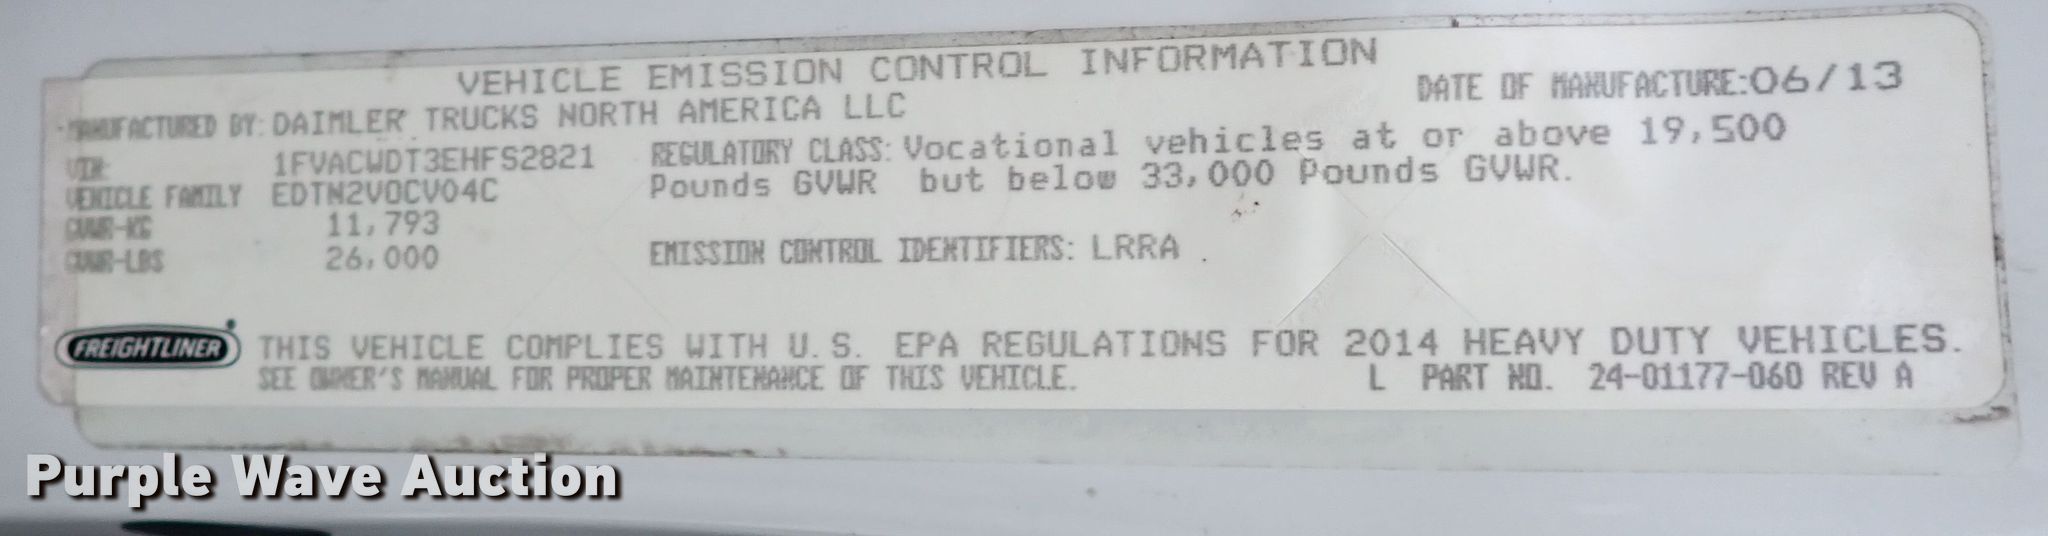 VEHICLE EMISSION CONTROL INFORMATION
DATE OF MANUFACTURE:06/13
MANUFACTURED BY: DAIMLER TRUCKS NORTH AMERICA LLC
VIN: 1FVACWDT3EHFS2821
REGULATORY CLASS: Vocational vehicles at or above 19,500
VEHICLE FAMILY EDTN2VOCV04C
Pounds GVWR but below 33,000 Pounds GVWR.
GVWR-KG 11,793
GVWR-LBS 26,000
EMISSION CONTROL IDENTIFIERS: LRRA .
FREIGHTLINER
THIS VEHICLE COMPLIES WITH U.S. EPA REGULATIONS FOR 2014 HEAVY DUTY VEHICLES.
SEE OWNER'S MANUAL FOR PROPER MAINTENANCE OF THIS VEHICLE.
L PART NO. 24-01177-060 REV A
Purple Wave Auction